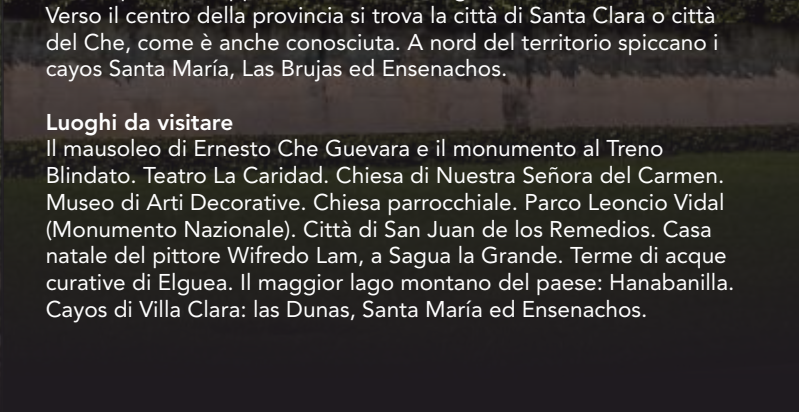 Verso il centro della provincia si trova la città di Santa Clara o città
del Che, come è anche conosciuta. A nord del territorio spiccano i
cayos Santa María, Las Brujas ed Ensenachos.
Luoghi da visitare
Il mausoleo di Ernesto Che Guevara e il monumento al Treno
Blindato. Teatro La Caridad. Chiesa di Nuestra Señora del Carmen.
Museo di Arti Decorative. Chiesa parrocchiale. Parco Leoncio Vidal
(Monumento Nazionale). Città di San Juan de los Remedios. Casa
natale del pittore Wifredo Lam, a Sagua la Grande. Terme di acque
curative di Elguea. Il maggior lago montano del paese: Hanabanilla.
Cayos di Villa Clara: las Dunas, Santa María ed Ensenachos.